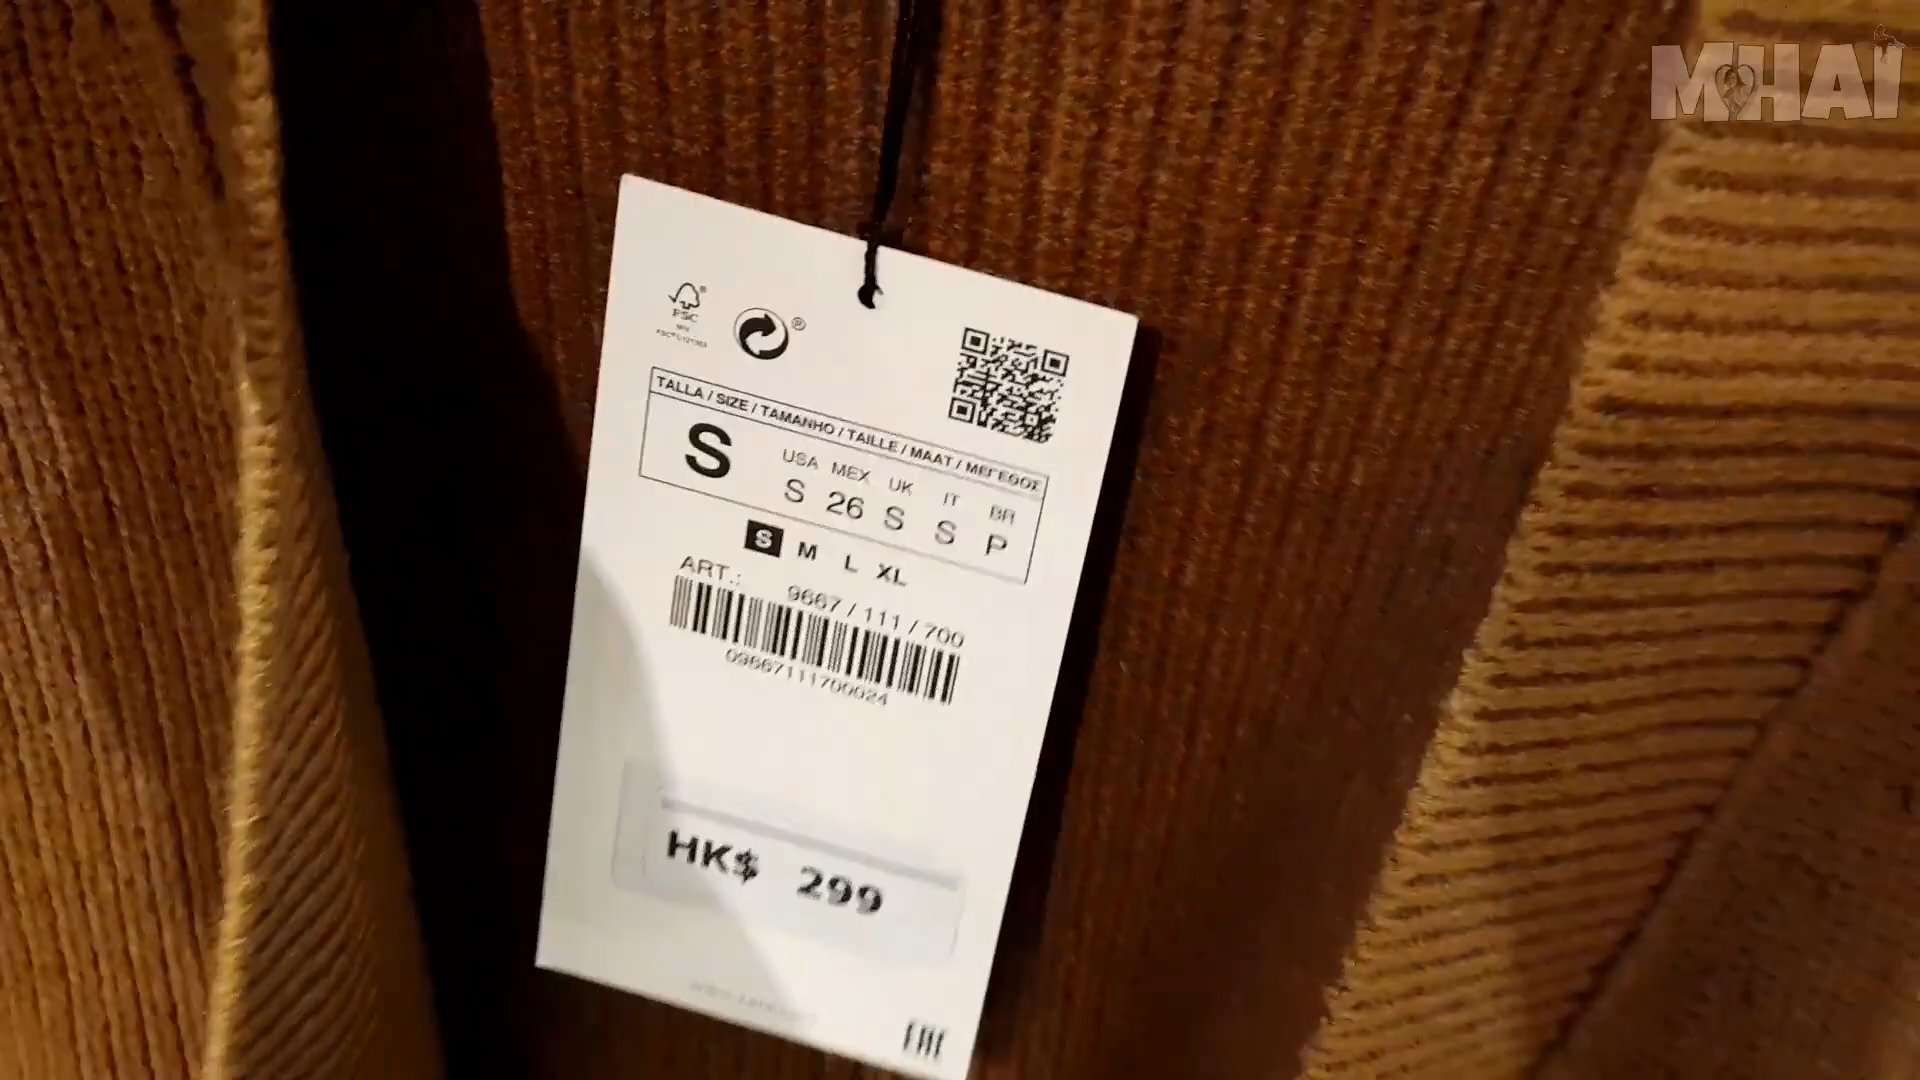 MHAI
FSC
TALLA / SIZE / TAMANHO / TAILLE / MAAT / ΜΕΓΕΘΟΣ
S
USA MEX UK IT BR
S 26 S S P
S M L XL
ART.: 9667 / 111 / 700
09667111700024
HK$ 299
EAC